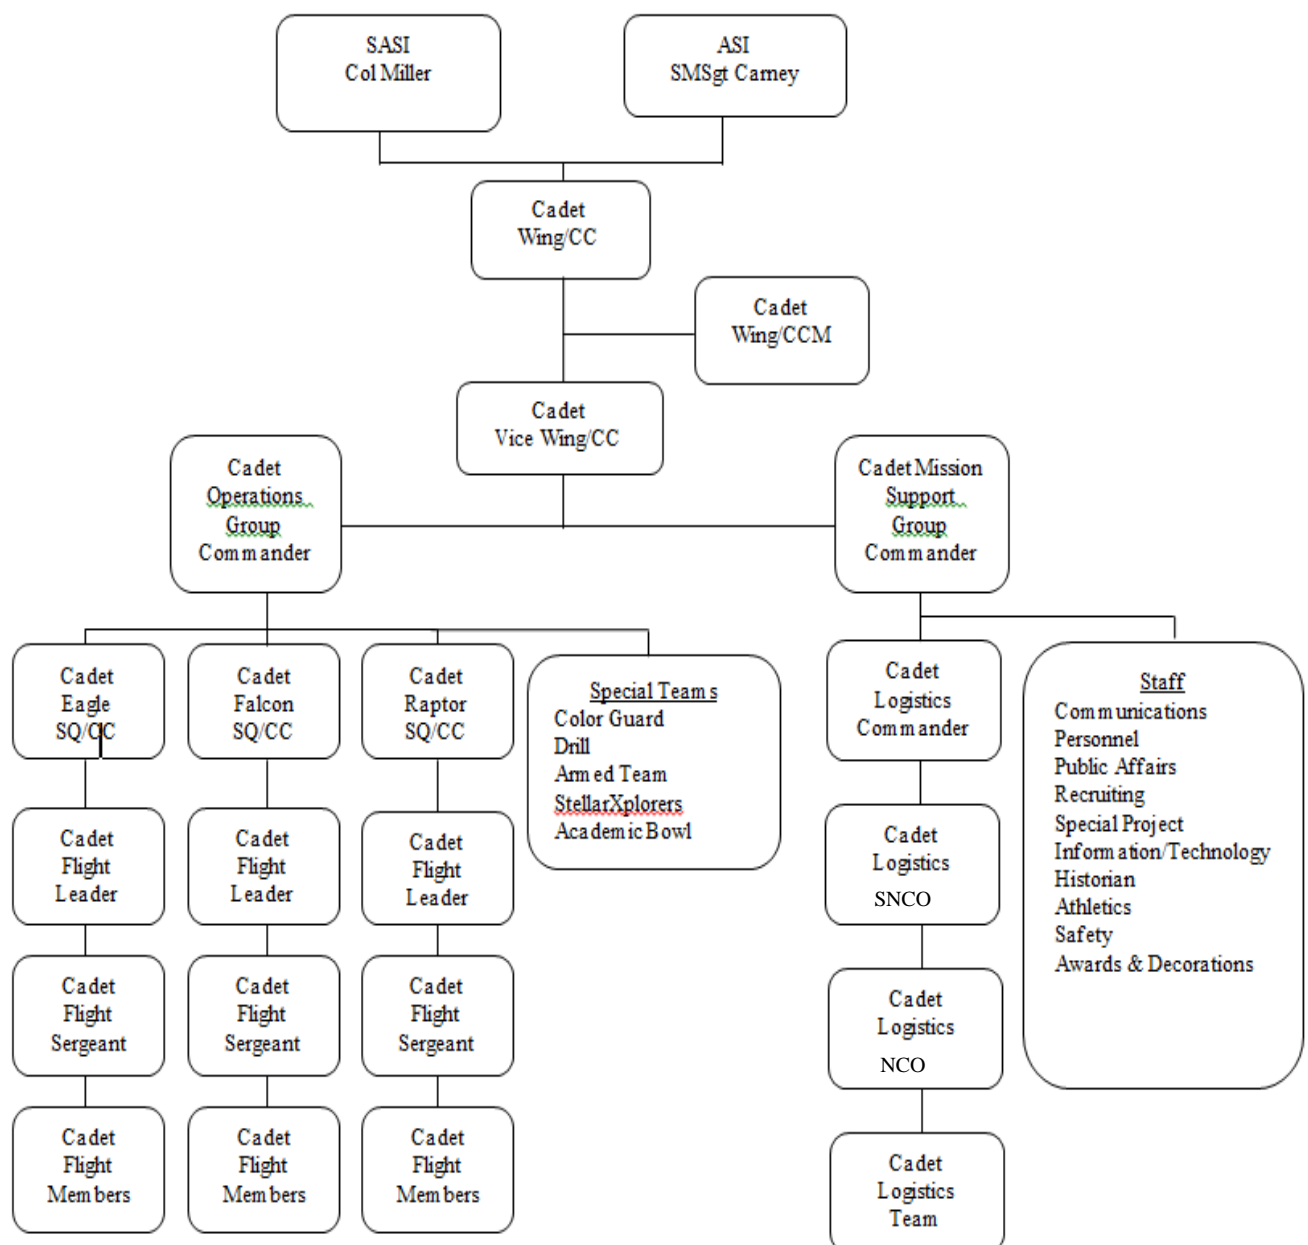 SASI
Col Miller
ASI
SMSgt Carney
Cadet
Wing/CC
Cadet
Wing/CCM
Cadet
Vice Wing/CC
Cadet
Operations
Group
Commander
Cadet Mission
Support
Group
Commander
Cadet
Eagle
SQ/CC
Cadet
Falcon
SQ/CC
Cadet
Raptor
SQ/CC
Special Teams
Color Guard
Drill
Armed Team
StellarXplorers
Academic Bowl
Cadet
Logistics
Commander
Staff
Communications
Personnel
Public Affairs
Recruiting
Special Project
Information/Technology
Historian
Athletics
Safety
Awards & Decorations
Cadet
Flight
Leader
Cadet
Flight
Leader
Cadet
Flight
Leader
Cadet
Logistics
SNCO
Cadet
Flight
Sergeant
Cadet
Flight
Sergeant
Cadet
Flight
Sergeant
Cadet
Logistics
NCO
Cadet
Flight
Members
Cadet
Flight
Members
Cadet
Flight
Members
Cadet
Logistics
Team